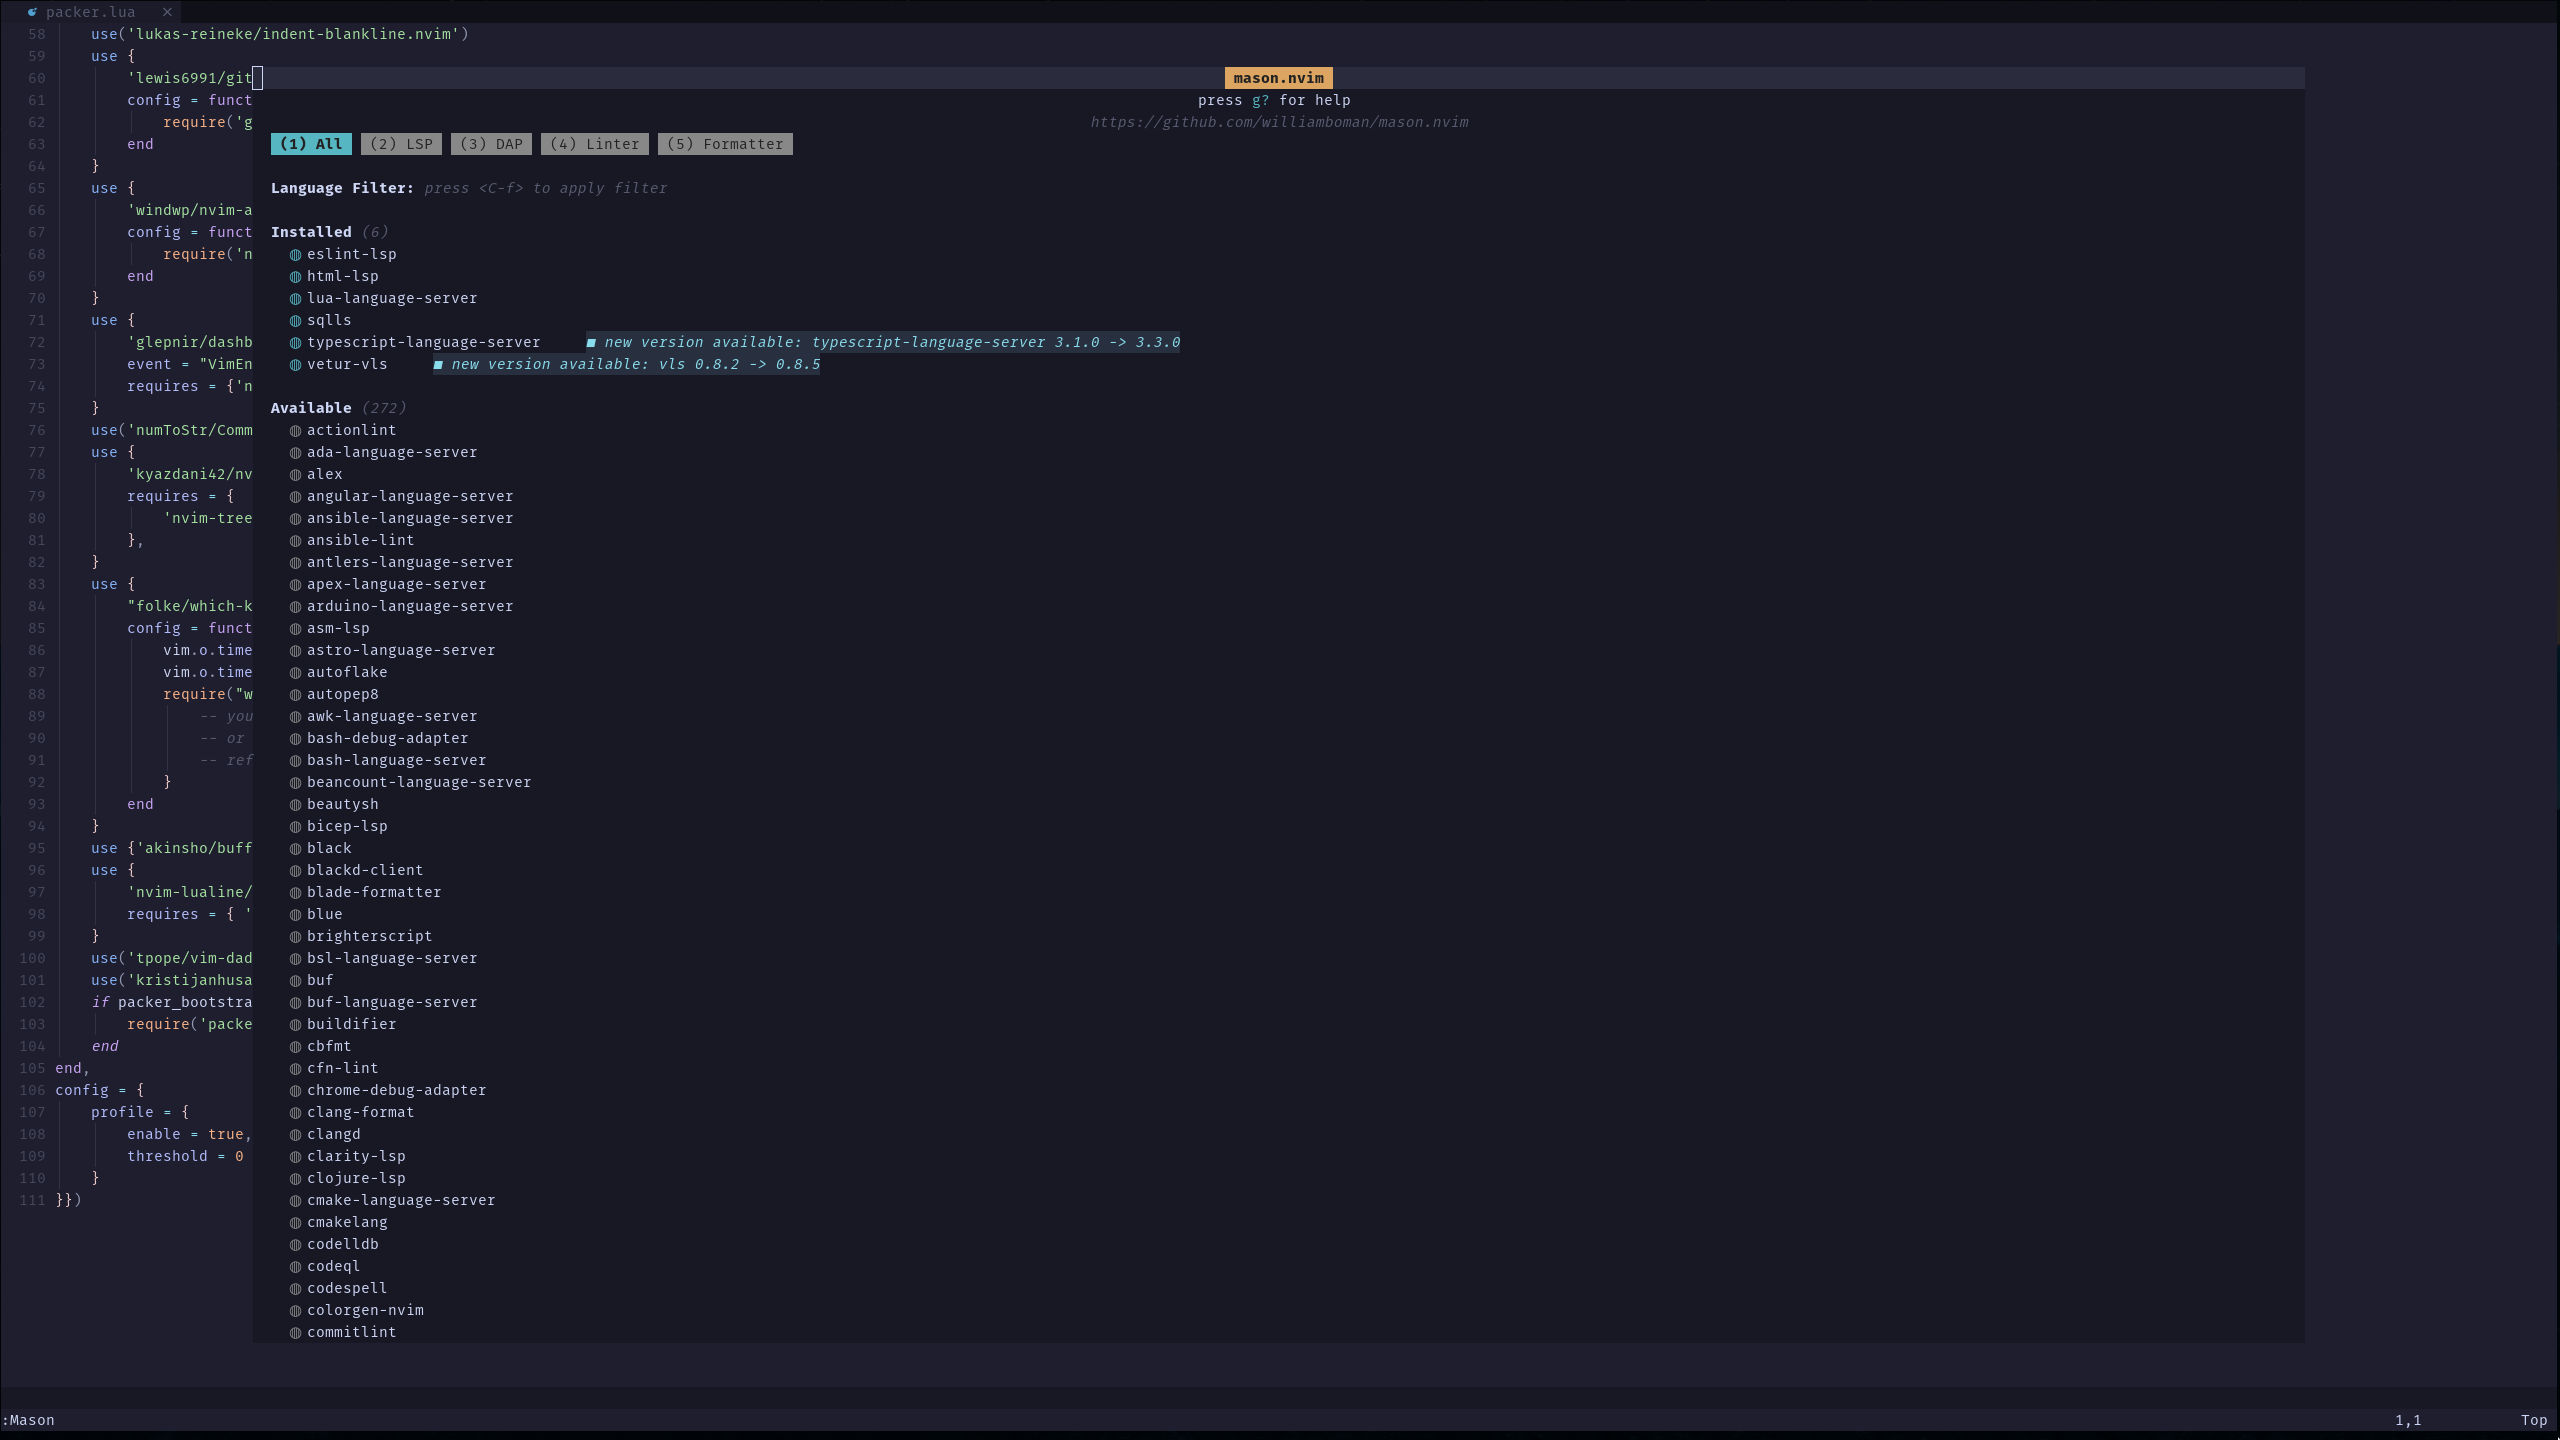 packer.lua ×
58 use('lukas-reineke/indent-blankline.nvim')
59 use {
60 'lewis6991/git
61 config = funct
62 require('g
63 end
64 }
65 use {
66 'windwp/nvim-a
67 config = funct
68 require('n
69 end
70 }
71 use {
72 'glepnir/dashb
73 event = "VimEn
74 requires = {'n
75 }
76 use('numToStr/Comm
77 use {
78 'kyazdani42/nv
79 requires = {
80 'nvim-tree
81 },
82 }
83 use {
84 "folke/which-k
85 config = funct
86 vim.o.time
87 vim.o.time
88 require("w
89 -- you
90 -- or
91 -- ref
92 }
93 end
94 }
95 use {'akinsho/buff
96 use {
97 'nvim-lualine/
98 requires = { '
99 }
100 use('tpope/vim-dad
101 use('kristijanhusa
102 if packer_bootstra
103 require('packe
104 end
105 end,
106 config = {
107 profile = {
108 enable = true,
109 threshold = 0
110 }
111 }})
mason.nvim
press g? for help
https://github.com/williamboman/mason.nvim
(1) All (2) LSP (3) DAP (4) Linter (5) Formatter
Language Filter: press <C-f> to apply filter
Installed (6)
◍ eslint-lsp
◍ html-lsp
◍ lua-language-server
◍ sqlls
◍ typescript-language-server ■ new version available: typescript-language-server 3.1.0 -> 3.3.0
◍ vetur-vls ■ new version available: vls 0.8.2 -> 0.8.5
Available (272)
◍ actionlint
◍ ada-language-server
◍ alex
◍ angular-language-server
◍ ansible-language-server
◍ ansible-lint
◍ antlers-language-server
◍ apex-language-server
◍ arduino-language-server
◍ asm-lsp
◍ astro-language-server
◍ autoflake
◍ autopep8
◍ awk-language-server
◍ bash-debug-adapter
◍ bash-language-server
◍ beancount-language-server
◍ beautysh
◍ bicep-lsp
◍ black
◍ blackd-client
◍ blade-formatter
◍ blue
◍ brighterscript
◍ bsl-language-server
◍ buf
◍ buf-language-server
◍ buildifier
◍ cbfmt
◍ cfn-lint
◍ chrome-debug-adapter
◍ clang-format
◍ clangd
◍ clarity-lsp
◍ clojure-lsp
◍ cmake-language-server
◍ cmakelang
◍ codelldb
◍ codeql
◍ codespell
◍ colorgen-nvim
◍ commitlint
:Mason 1,1 Top